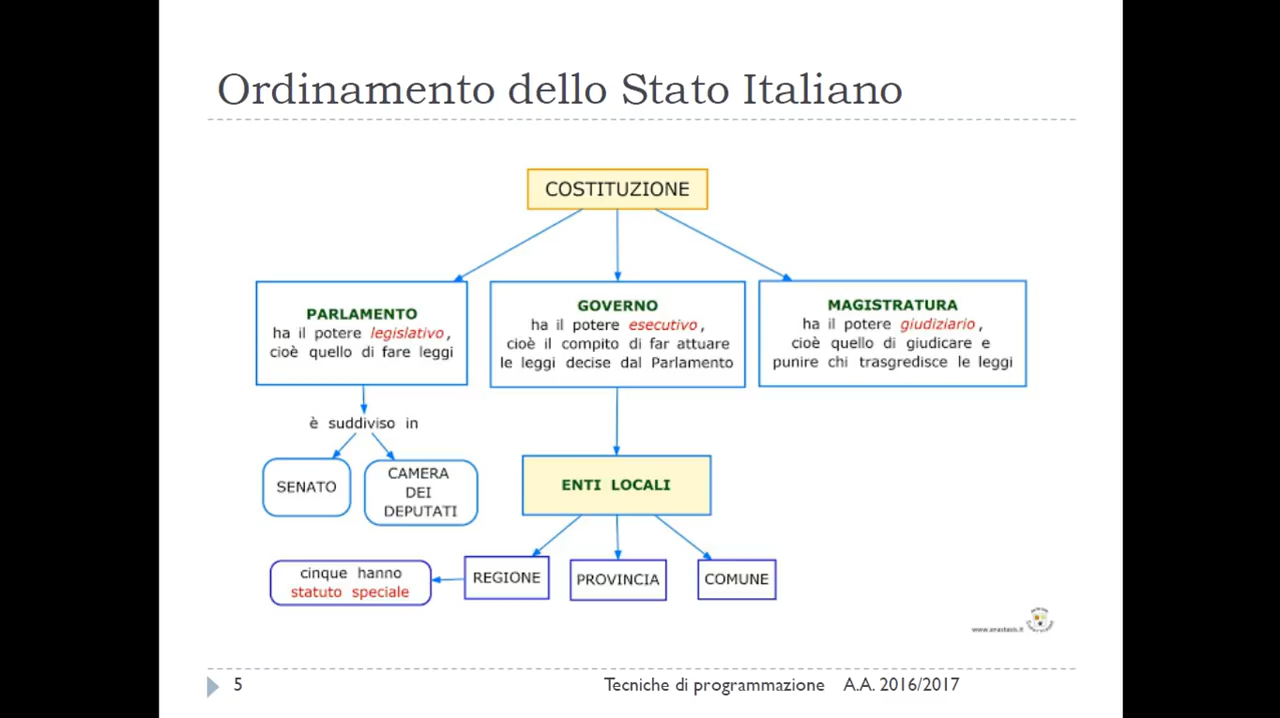 Ordinamento dello Stato Italiano
COSTITUZIONE
PARLAMENTO
ha il potere legislativo,
cioè quello di fare leggi
GOVERNO
ha il potere esecutivo,
cioè il compito di far attuare
le leggi decise dal Parlamento
MAGISTRATURA
ha il potere giudiziario,
cioè quello di giudicare e
punire chi trasgredisce le leggi
è suddiviso in
SENATO
CAMERA
DEI
DEPUTATI
ENTI LOCALI
cinque hanno
statuto speciale
REGIONE
PROVINCIA
COMUNE
www.anastasis.it
5
Tecniche di programmazione A.A. 2016/2017